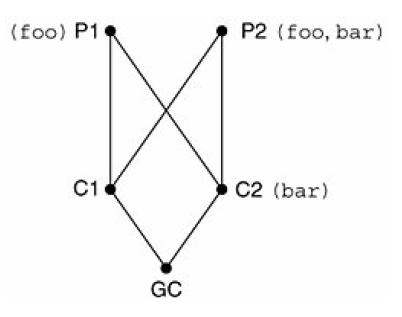 (foo) P1 P2 (foo, bar)
C1 C2 (bar)
GC